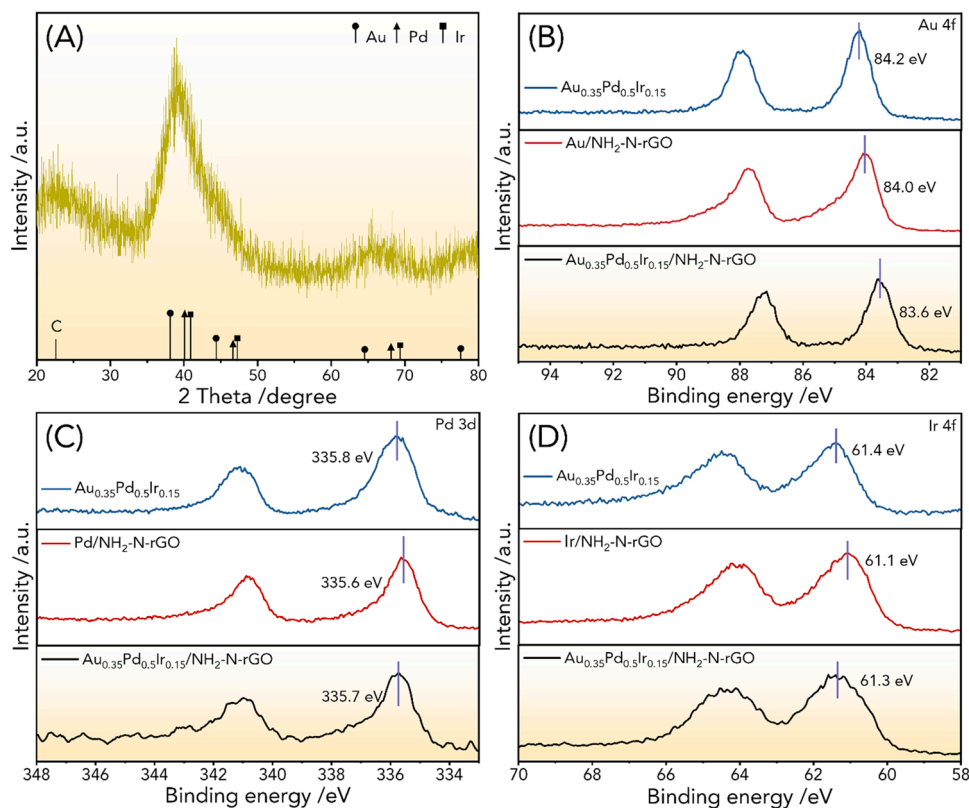 (A)
Au Pd Ir
Intensity /a.u.
C
20 30 40 50 60 70 80
2 Theta /degree
(B)
Au 4f
Au0.35Pd0.5Ir0.15
84.2 eV
Au/NH2-N-rGO
84.0 eV
Au0.35Pd0.5Ir0.15/NH2-N-rGO
83.6 eV
Intensity /a.u.
94 92 90 88 86 84 82
Binding energy /eV
(C)
Pd 3d
335.8 eV
Au0.35Pd0.5Ir0.15
Pd/NH2-N-rGO
335.6 eV
Au0.35Pd0.5Ir0.15/NH2-N-rGO
335.7 eV
Intensity /a.u.
348 346 344 341 339 336 334
Binding energy /eV
(D)
Ir 4f
61.4 eV
Au0.35Pd0.5Ir0.15
Ir/NH2-N-rGO
61.1 eV
Au0.35Pd0.5Ir0.15/NH2-N-rGO
61.3 eV
Intensity /a.u.
70 68 66 64 62 60 58
Binding energy /eV